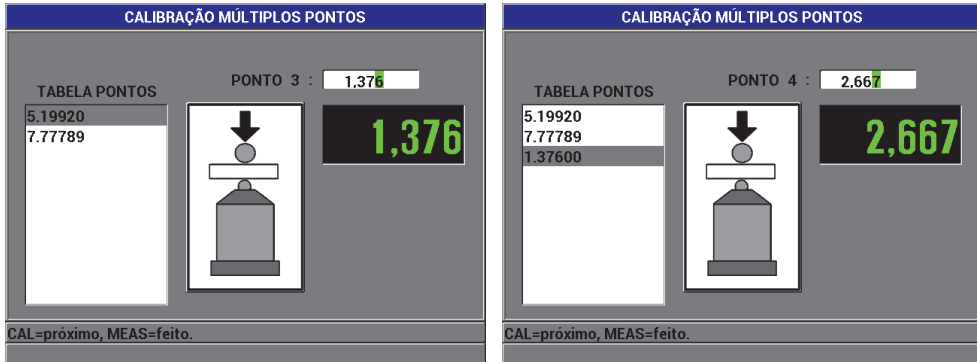 CALIBRAÇÃO MÚLTIPLOS PONTOS
PONTO 3 : 1,376
TABELA PONTOS
5.19920
7.77789
1,376
CAL=próximo, MEAS=feito.
CALIBRAÇÃO MÚLTIPLOS PONTOS
PONTO 4 : 2,667
TABELA PONTOS
5.19920
7.77789
1.37600
2,667
CAL=próximo, MEAS=feito.